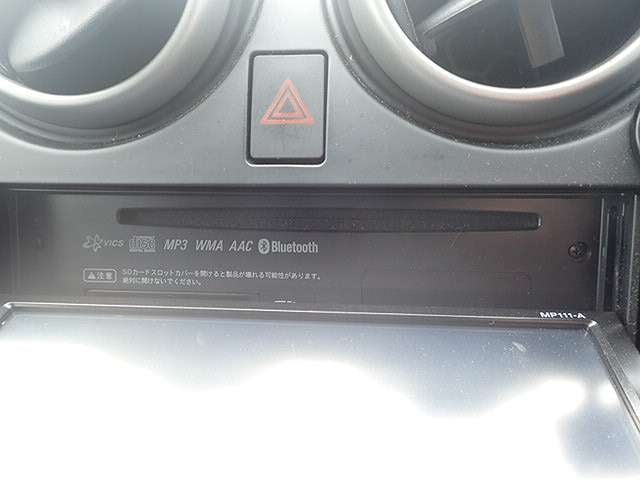 VICS disc MP3 WMA AAC Bluetooth
注意 SDカードスロットカバーを開けると製品が壊れる可能性があります。
絶対に開けないでください。
MP111-A